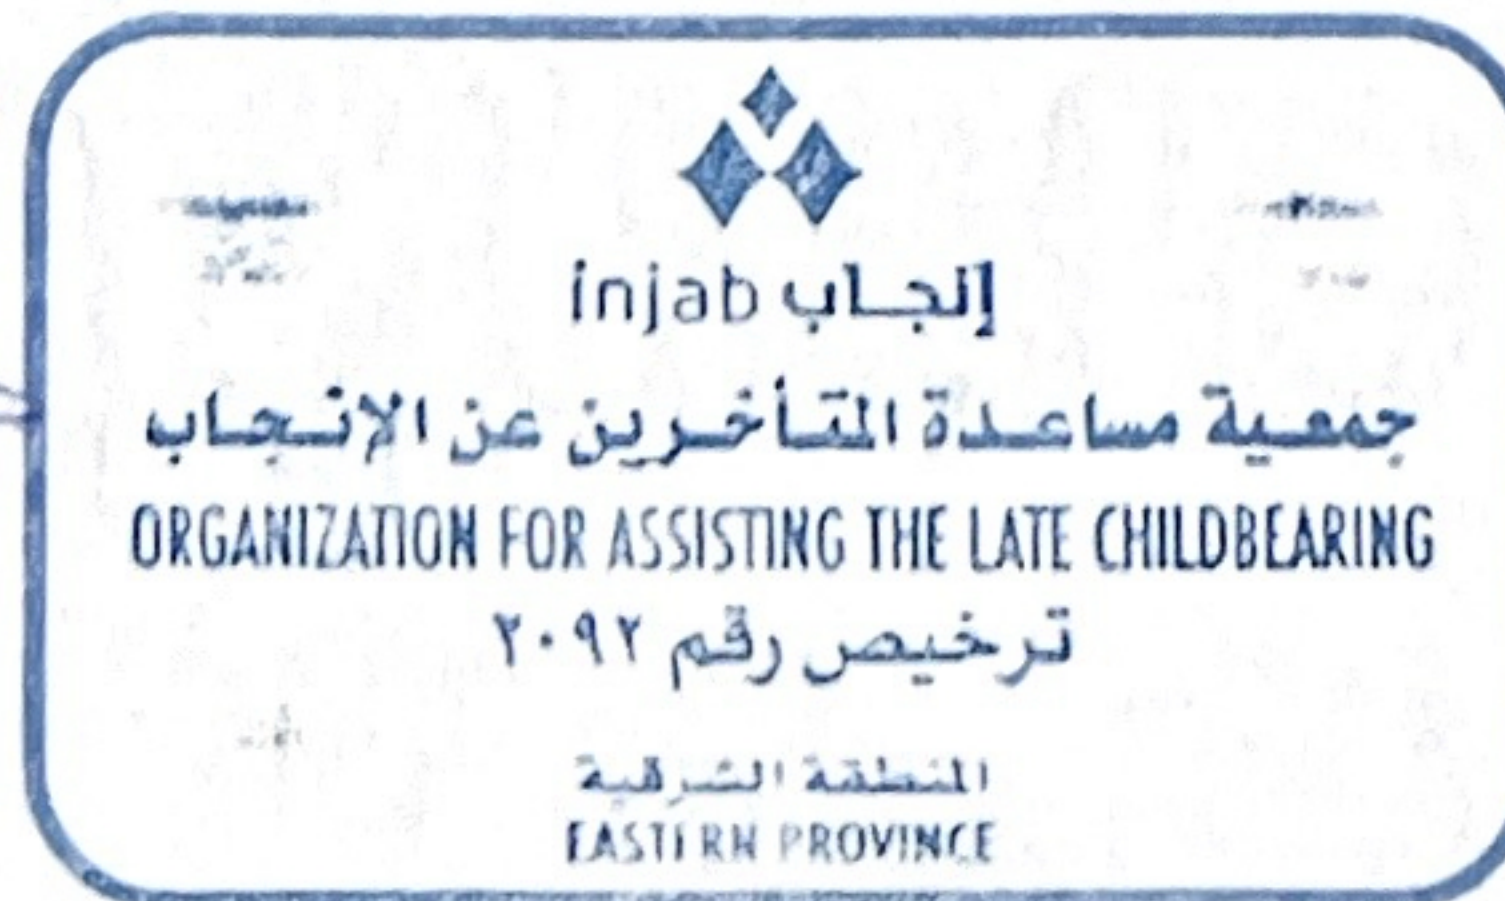 إنجاب injab
جمعية مساعدة المتأخرين عن الإنجاب
ORGANIZATION FOR ASSISTING THE LATE CHILDBEARING
ترخيص رقم ٢٠٩٢
المنطقة الشرقية
EASTERN PROVINCE